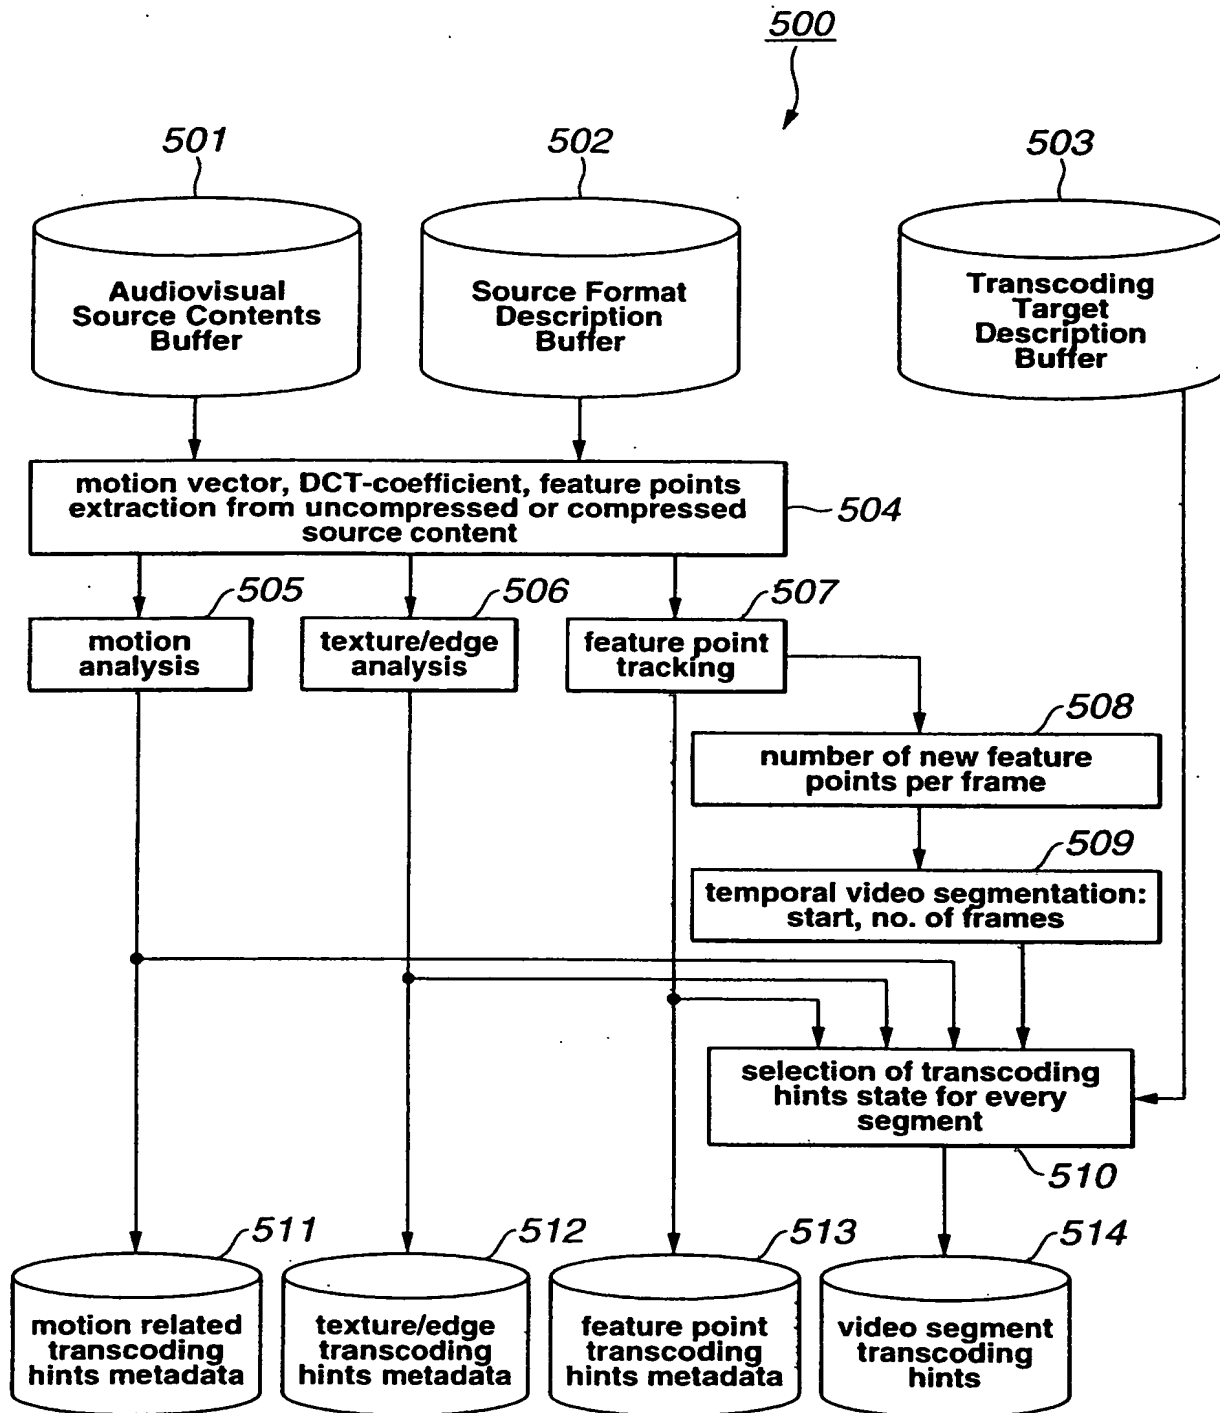 500
501
502
503
Audiovisual
Source Contents
Buffer
Source Format
Description
Buffer
Transcoding
Target
Description
Buffer
motion vector, DCT-coefficient, feature points
extraction from uncompressed or compressed
source content
504
505
506
507
motion
analysis
texture/edge
analysis
feature point
tracking
508
number of new feature
points per frame
509
temporal video segmentation:
start, no. of frames
selection of transcoding
hints state for every
segment
510
511
512
513
514
motion related
transcoding
hints metadata
texture/edge
transcoding
hints metadata
feature point
transcoding
hints metadata
video segment
transcoding
hints